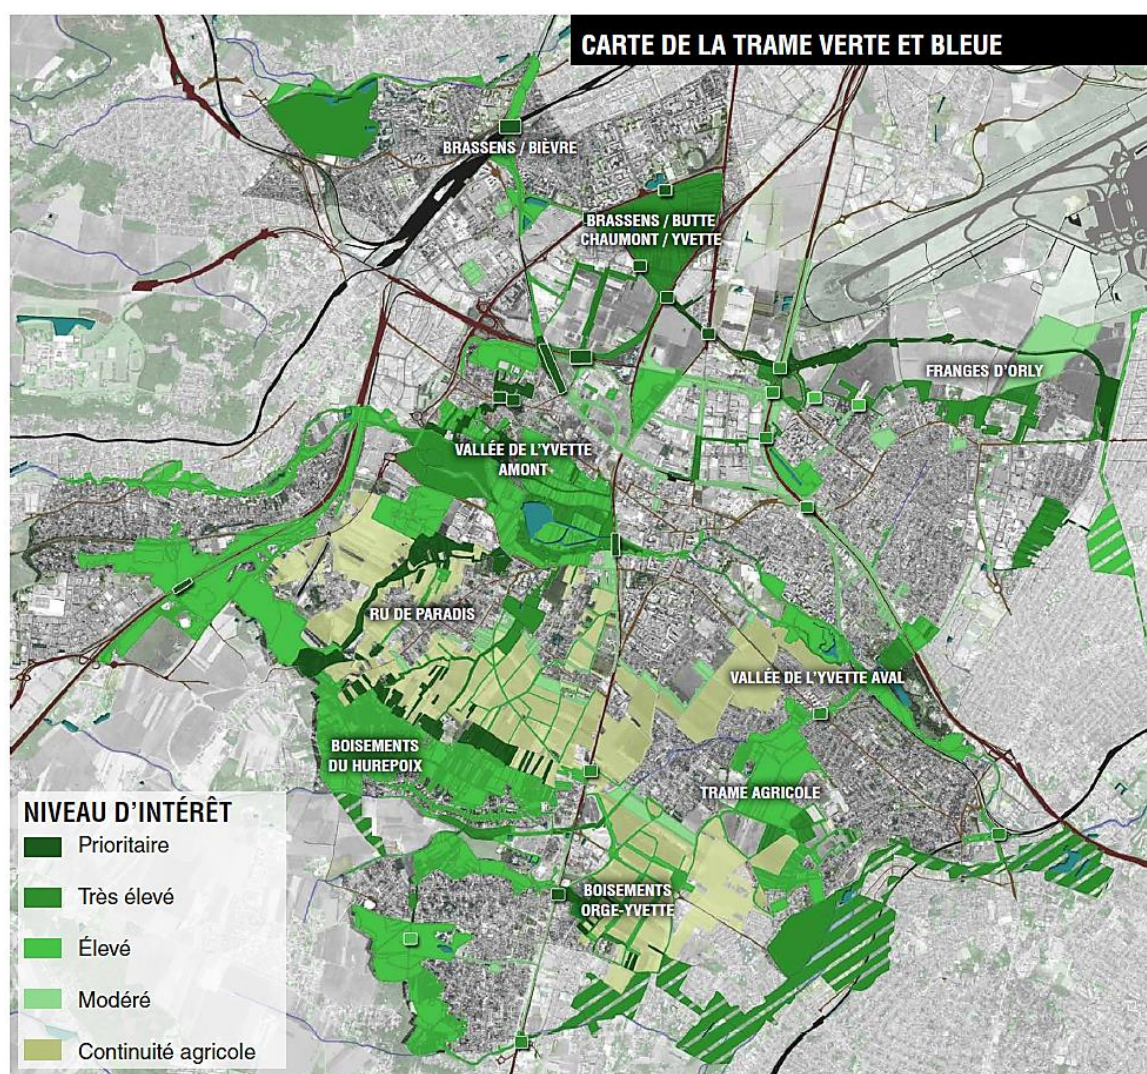 CARTE DE LA TRAME VERTE ET BLEUE
BRASSENS / BIÈVRE
BRASSENS / BUTTE
CHAUMONT / YVETTE
FRANGES D'ORLY
VALLÉE DE L'YVETTE
AMONT
RU DE PARADIS
VALLÉE DE L'YVETTE AVAL
BOISEMENTS
DU HUREPOIX
TRAME AGRICOLE
BOISEMENTS
ORGE-YVETTE
NIVEAU D'INTÉRÊT
Prioritaire
Très élevé
Élevé
Modéré
Continuité agricole